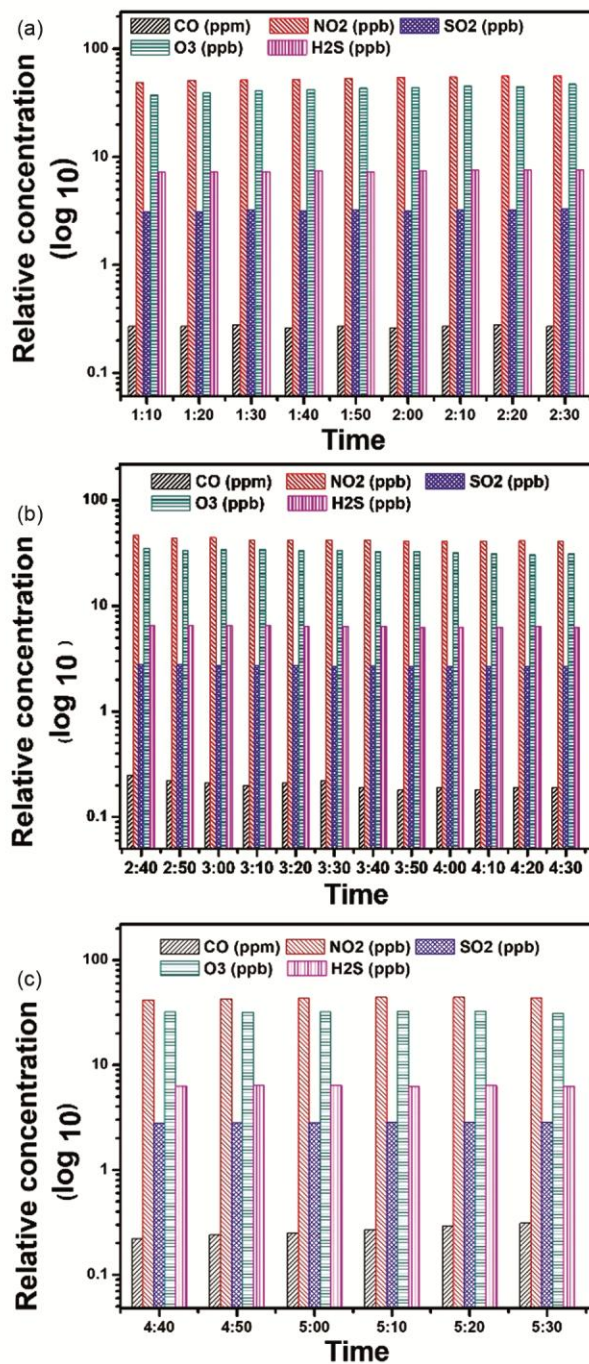 (a)
CO (ppm) NO2 (ppb) SO2 (ppb)
O3 (ppb) H2S (ppb)
Relative concentration
(log 10)
100
10
1
0.1
1:10 1:20 1:30 1:40 1:50 2:00 2:10 2:20 2:30
Time
(b)
CO (ppm) NO2 (ppb) SO2 (ppb)
O3 (ppb) H2S (ppb)
Relative concentration
(log 10)
100
10
1
0.1
2:40 2:50 3:00 3:10 3:20 3:30 3:40 3:50 4:00 4:10 4:20 4:30
Time
(c)
CO (ppm) NO2 (ppb) SO2 (ppb)
O3 (ppb) H2S (ppb)
Relative concentration
(log 10)
100
10
1
0.1
4:40 4:50 5:00 5:10 5:20 5:30
Time